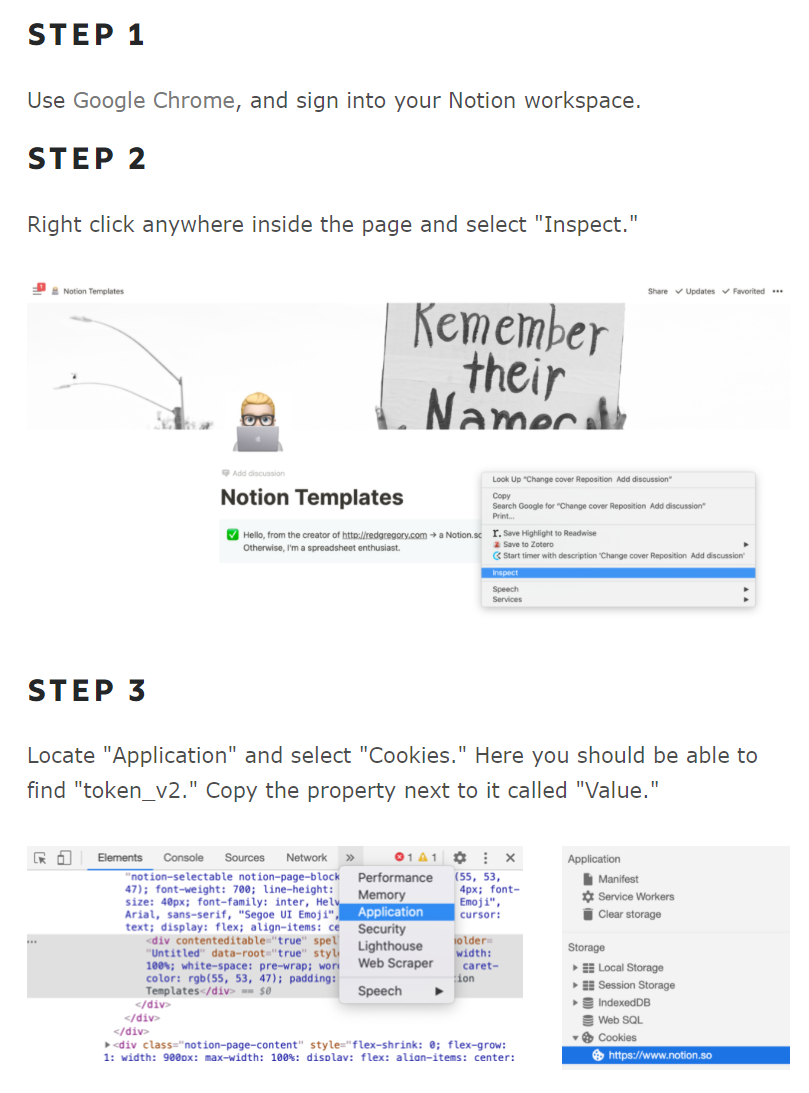 STEP 1
Use Google Chrome, and sign into your Notion workspace.
STEP 2
Right click anywhere inside the page and select "Inspect."
1
Notion Templates
Share ✓ Updates ✓ Favorited •••
Remember
their
Names
Add discussion
Notion Templates
Hello, from the creator of http://redgregory.com → a Notion.so
Otherwise, I'm a spreadsheet enthusiast.
Look Up "Change cover Reposition Add discussion"
Copy
Search Google for "Change cover Reposition Add discussion"
Print...
Save Highlight to Readwise
Save to Zotero
Start timer with description 'Change cover Reposition Add discussion'
Inspect
Speech
Services
STEP 3
Locate "Application" and select "Cookies." Here you should be able to
find "token_v2." Copy the property next to it called "Value."
Elements Console Sources Network » 1 1
"notion-selectable notion-page-block (55, 53,
47); font-weight: 700; line-height: 4px; font-
size: 40px; font-family: inter, Helv Emoji",
Arial, sans-serif, "Segoe UI Emoji", cursor:
text; display: flex; align-items: ce
<div contenteditable="true" spel holder=
"Untitled" data-root="true" styl width:
100%; white-space: pre-wrap; wor caret-
color: rgb(55, 53, 47); padding: ion
Templates</div> == $0
</div>
</div>
</div>
<div class="notion-page-content" style="flex-shrink: 0; flex-grow:
1; width: 900px; max-width: 100%; display: flex; align-items: center;
Performance
Memory
Application
Security
Lighthouse
Web Scraper
Speech
Application
Manifest
Service Workers
Clear storage
Storage
Local Storage
Session Storage
IndexedDB
Web SQL
Cookies
https://www.notion.so